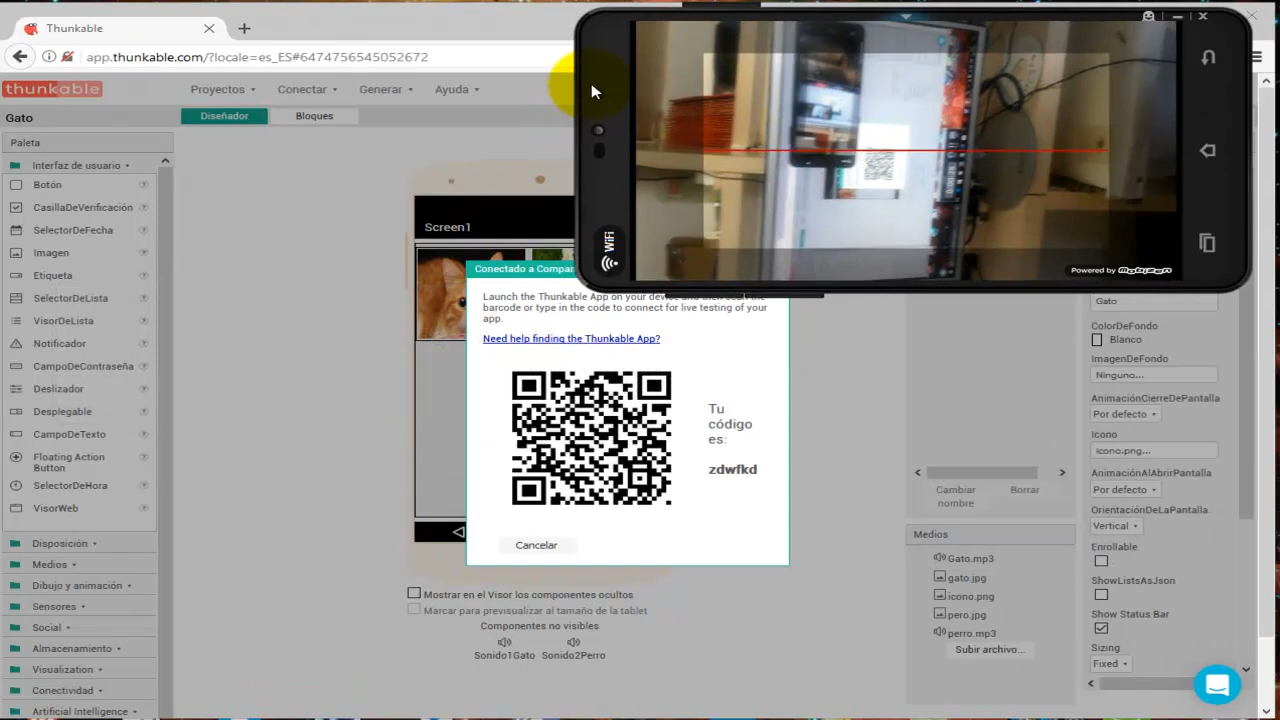 Thunkable
app.thunkable.com/?locale=es_ES#6474756545052672
thunkable
Proyectos
Conectar
Generar
Ayuda
Gato
Diseñador
Bloques
Paleta
Interfaz de usuario
Botón
CasillaDeVerificación
SelectorDeFecha
Imagen
Etiqueta
SelectorDeLista
VisorDeLista
Notificador
CampoDeContraseña
Deslizador
Desplegable
CampoDeTexto
Floating Action
Button
SelectorDeHora
VisorWeb
Disposición
Medios
Dibujo y animación
Sensores
Social
Almacenamiento
Visualization
Conectividad
Artificial Intelligence
Screen1
Conectado a Compa
Launch the Thunkable App on your device and then scan the
barcode or type in the code to connect for live testing of your
app.
Need help finding the Thunkable App?
Tu
código
es:
zdwfkd
Cancelar
Mostrar en el Visor los componentes ocultos
Marcar para previsualizar al tamaño de la tablet
Componentes no visibles
Sonido1Gato
Sonido2Perro
WiFi
Powered by Mobizen
Cambiar
nombre
Borrar
Medios
Gato.mp3
gato.jpg
icono.png
pero.jpg
perro.mp3
Subir archivo...
Gato
ColorDeFondo
Blanco
ImagenDeFondo
Ninguno...
AnimaciónCierreDePantalla
Por defecto
Icono
icono.png...
AnimaciónAlAbrirPantalla
Por defecto
OrientaciónDeLaPantalla
Vertical
Enrollable
ShowListsAsJson
Show Status Bar
Sizing
Fixed